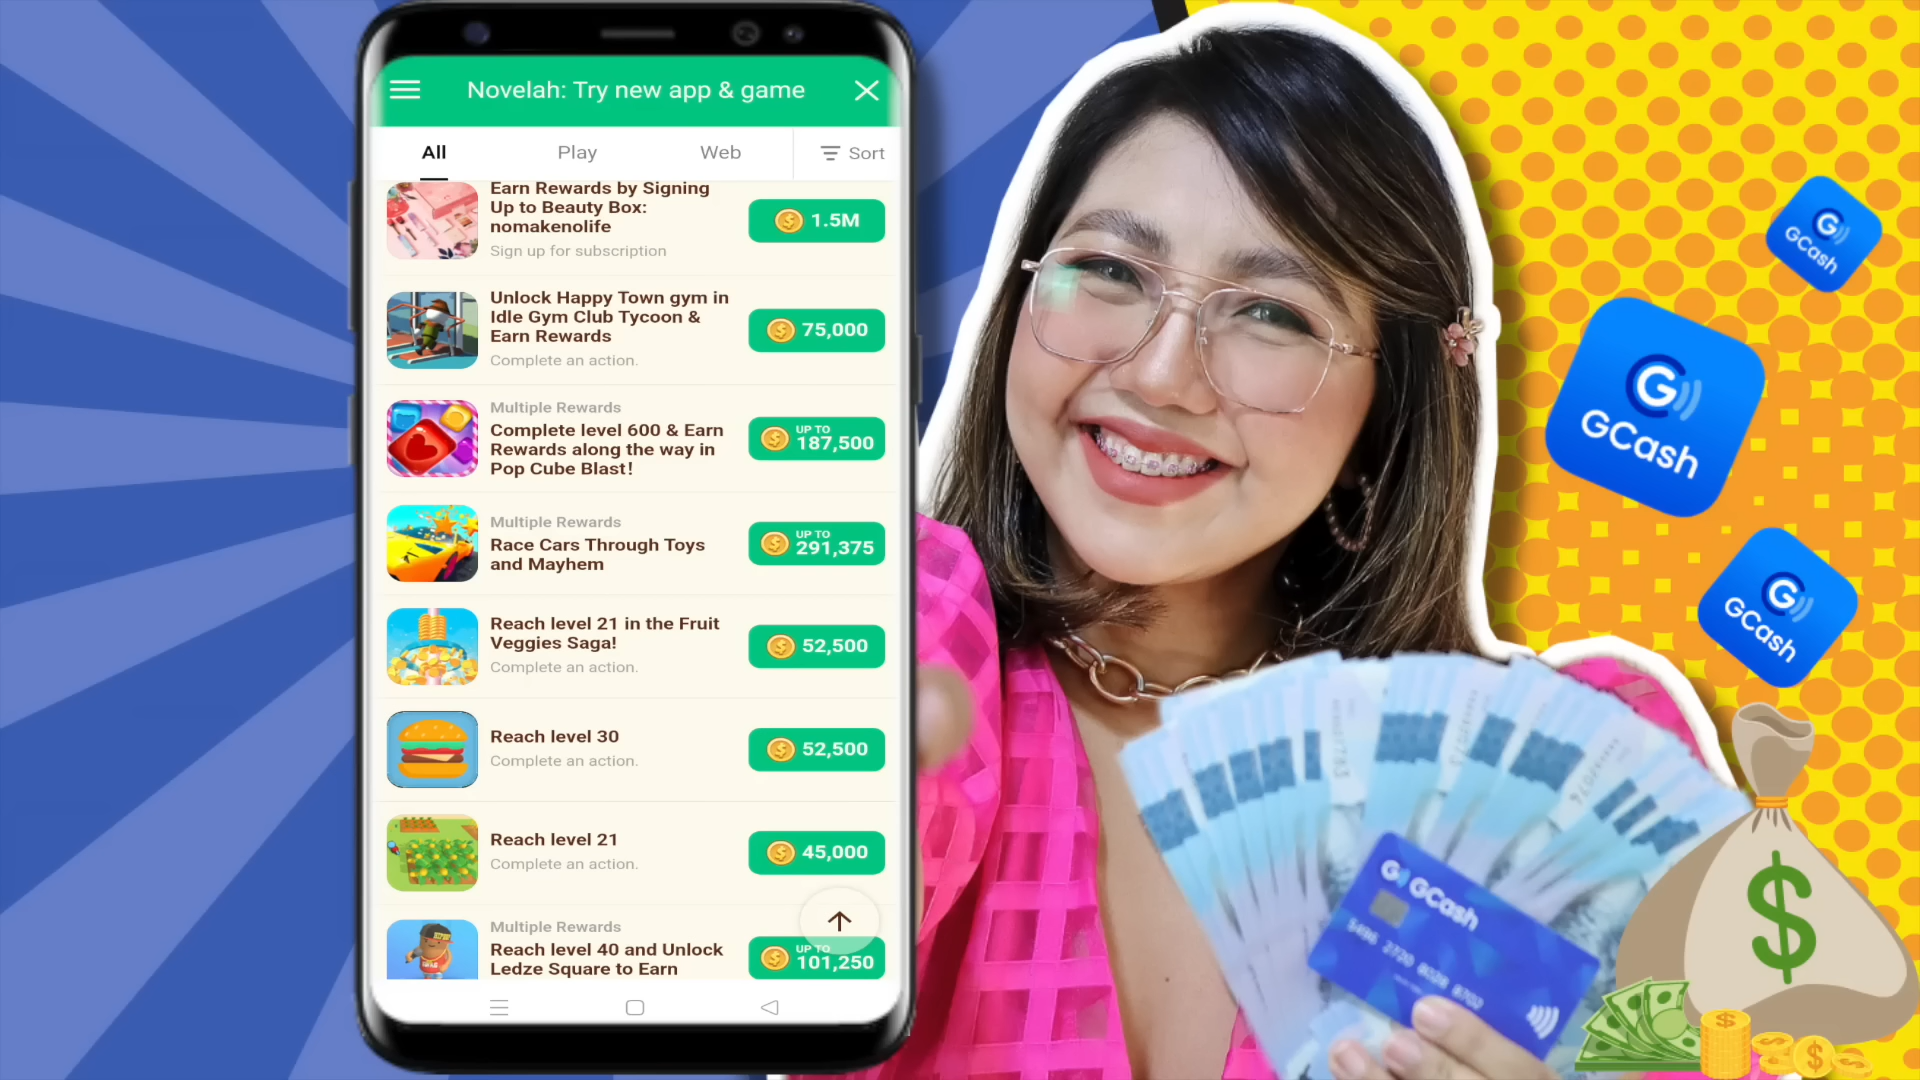 Novelah: Try new app & game
All
Play
Web
Sort
Earn Rewards by Signing
Up to Beauty Box:
nomakenolife
Sign up for subscription
1.5M
Unlock Happy Town gym in
Idle Gym Club Tycoon &
Earn Rewards
Complete an action.
75,000
Multiple Rewards
Complete level 600 & Earn
Rewards along the way in
Pop Cube Blast!
UP TO
187,500
Multiple Rewards
Race Cars Through Toys
and Mayhem
UP TO
291,375
Reach level 21 in the Fruit
Veggies Saga!
Complete an action.
52,500
Reach level 30
Complete an action.
52,500
Reach level 21
Complete an action.
45,000
Multiple Rewards
Reach level 40 and Unlock
Ledze Square to Earn
UP TO
101,250
GCash
GCash
GCash
GCash
$